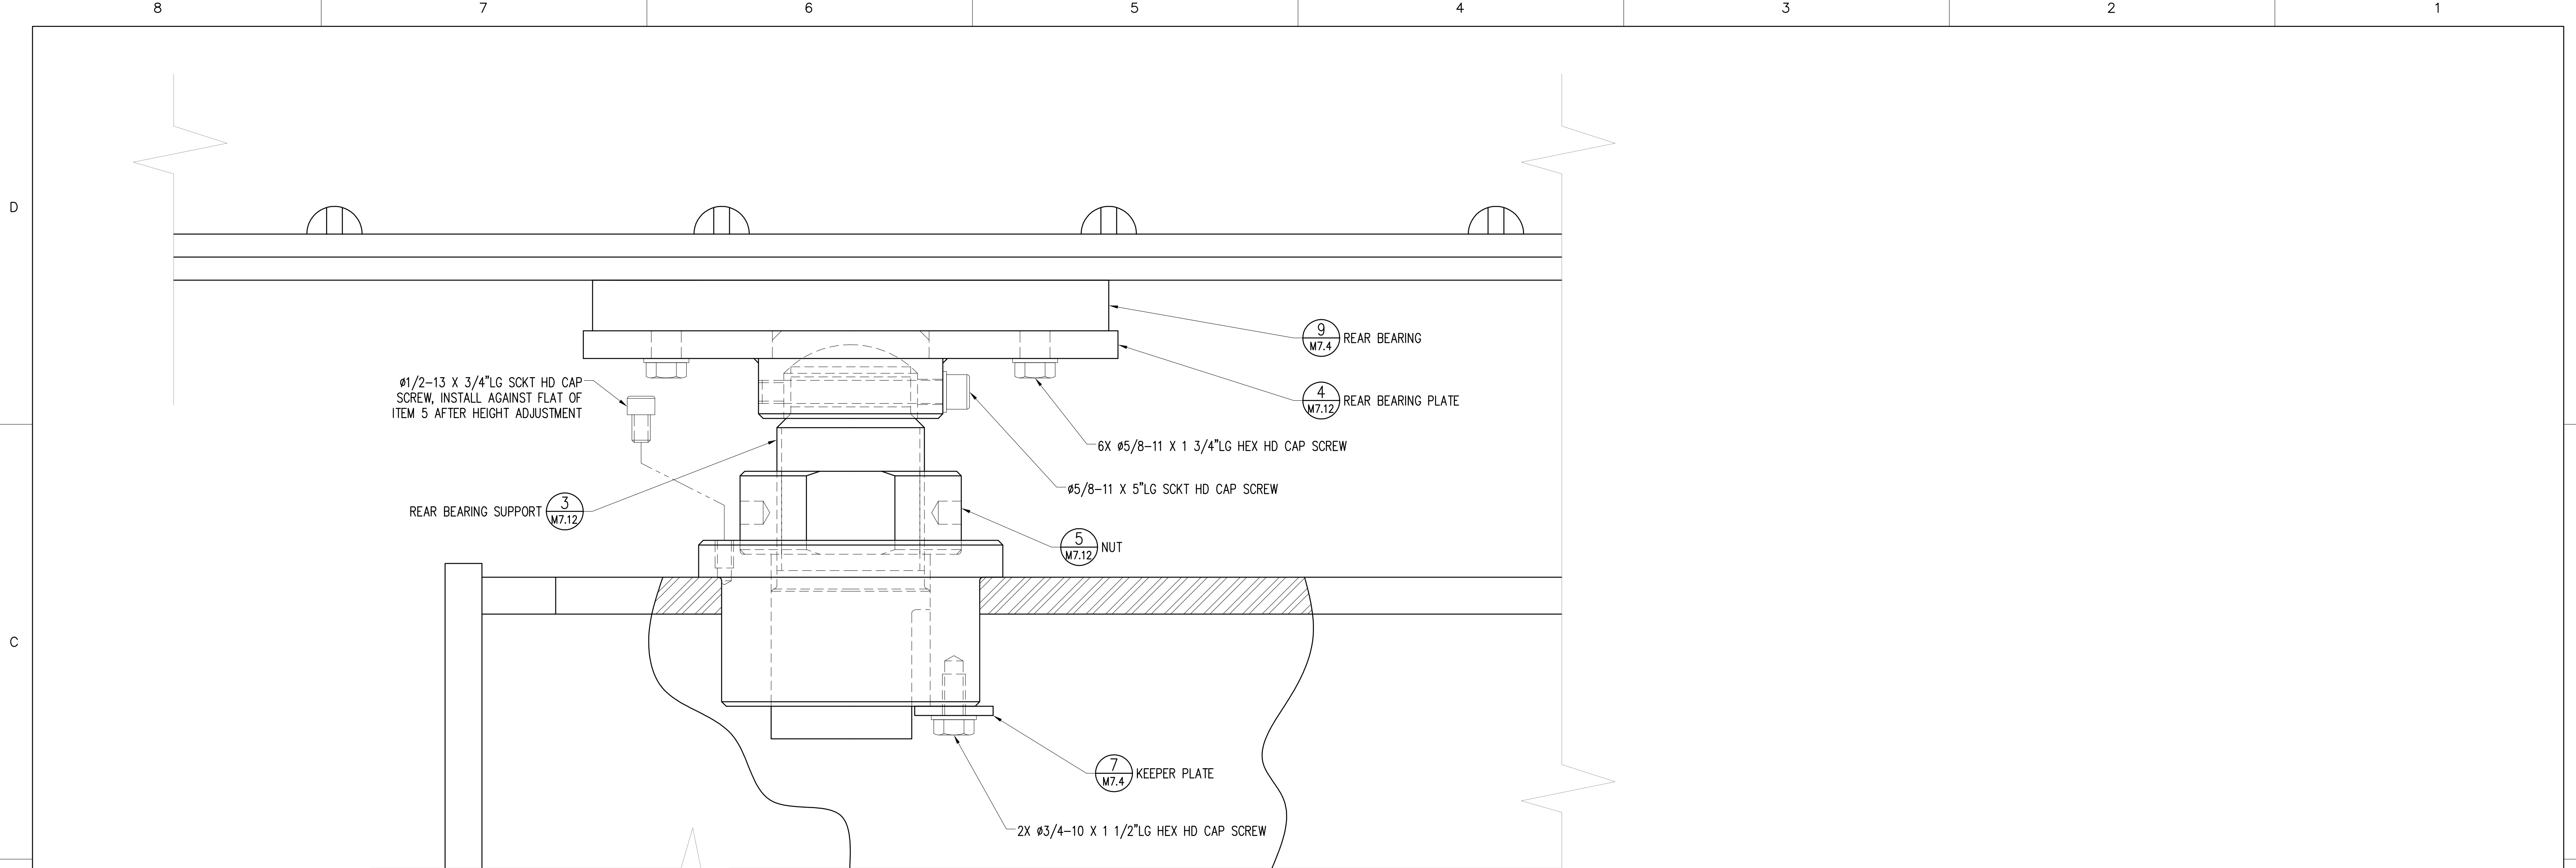 8 7 6 5 4 3 2 1
D
9
M7.4
REAR BEARING
ø1/2-13 X 3/4"LG SCKT HD CAP
SCREW, INSTALL AGAINST FLAT OF
ITEM 5 AFTER HEIGHT ADJUSTMENT
4
M7.12
REAR BEARING PLATE
6X ø5/8-11 X 1 3/4"LG HEX HD CAP SCREW
ø5/8-11 X 5"LG SCKT HD CAP SCREW
REAR BEARING SUPPORT
3
M7.12
5
M7.12
NUT
C
7
M7.4
KEEPER PLATE
2X ø3/4-10 X 1 1/2"LG HEX HD CAP SCREW